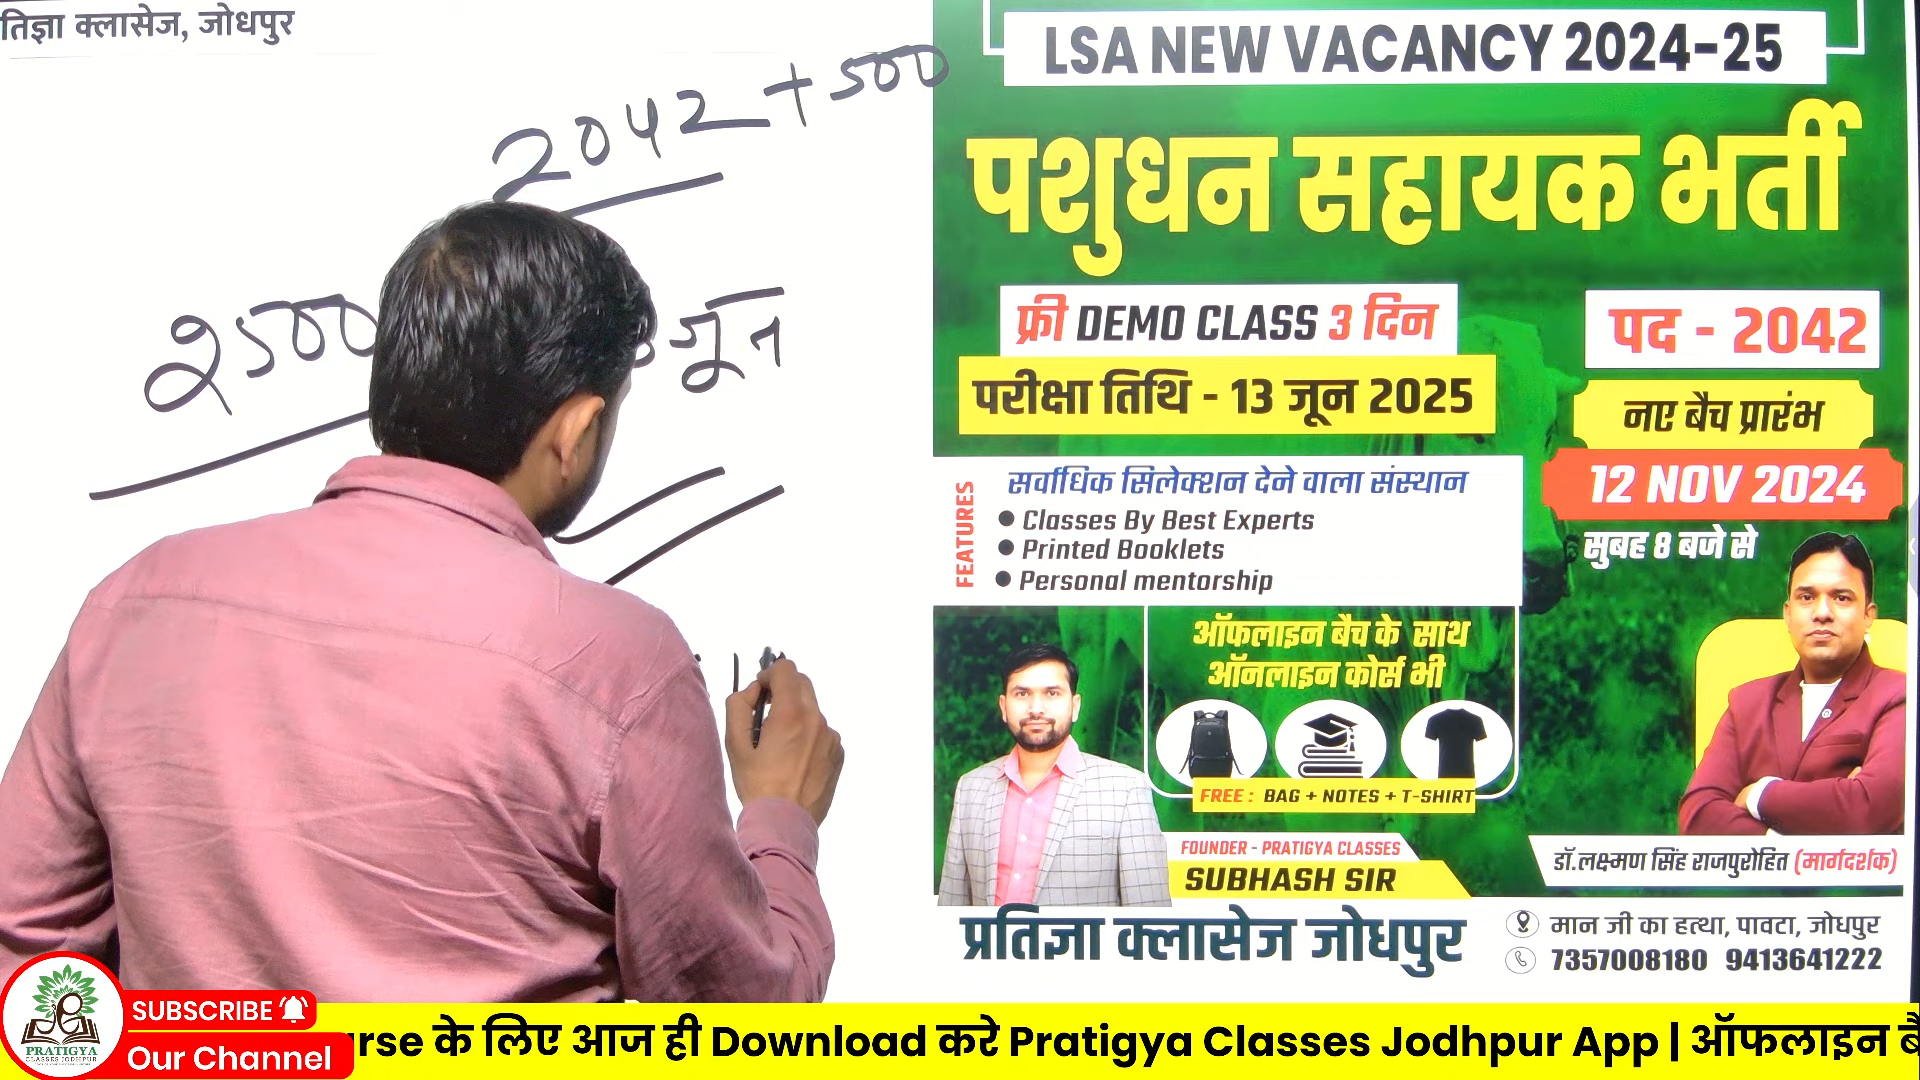 तिज्ञा क्लासेज, जोधपुर
2042 + 500
2500
जून
LSA NEW VACANCY 2024-25
पशुधन सहायक भर्ती
फ्री DEMO CLASS 3 दिन
परीक्षा तिथि - 13 जून 2025
पद - 2042
नए बैच प्रारंभ
12 NOV 2024
सुबह 8 बजे से
FEATURES
सर्वाधिक सिलेक्शन देने वाला संस्थान
Classes By Best Experts
Printed Booklets
Personal mentorship
ऑफलाइन बैच के साथ
ऑनलाइन कोर्स भी
FREE : BAG + NOTES + T-SHIRT
FOUNDER - PRATIGYA CLASSES
SUBHASH SIR
डॉ.लक्ष्मण सिंह राजपुरोहित (मार्गदर्शक)
प्रतिज्ञा क्लासेज जोधपुर
मान जी का हत्था, पावटा, जोधपुर
7357008180 9413641222
SUBSCRIBE
Our Channel
PRATIGYA
CLASSES JODHPUR
urse के लिए आज ही Download करे Pratigya Classes Jodhpur App | ऑफलाइन बै